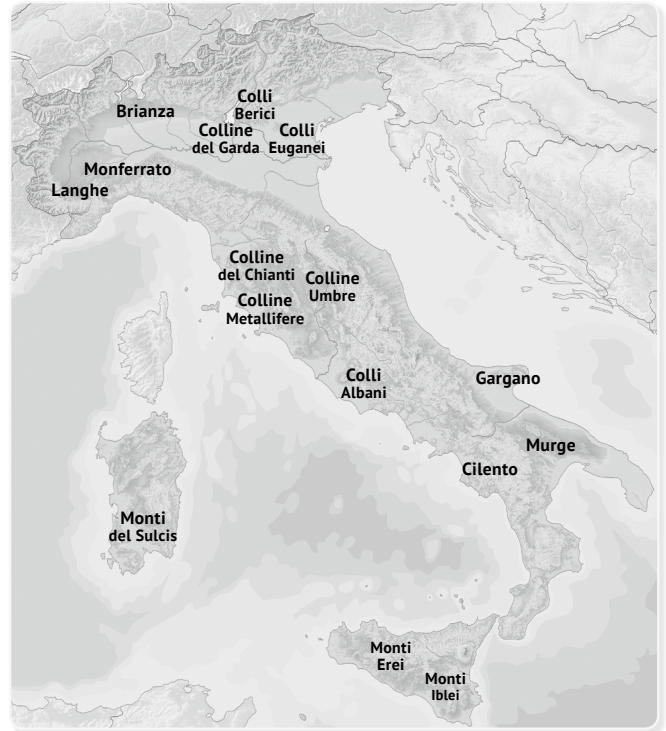 Colli
Berici
Brianza
Colline
del Garda
Colli
Euganei
Monferrato
Langhe
Colline
del Chianti
Colline
Umbre
Colline
Metallifere
Colli
Albani
Gargano
Murge
Cilento
Monti
del Sulcis
Monti
Erei
Monti
Iblei